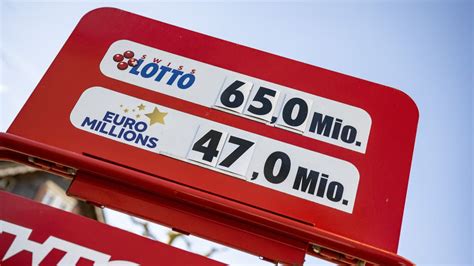 SWISS
LOTTO
65,0 Mio.
EURO
MILLIONS
47,0 Mio.